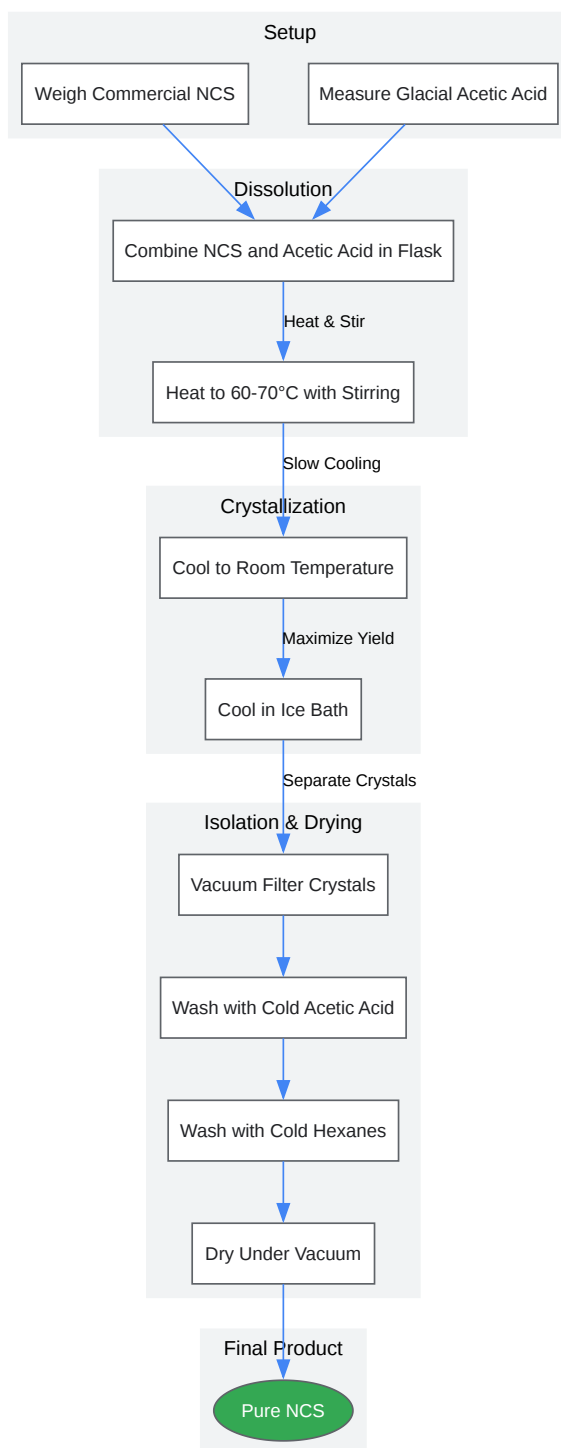 Setup
Weigh Commercial NCS
Measure Glacial Acetic Acid
Dissolution
Combine NCS and Acetic Acid in Flask
Heat & Stir
Heat to 60-70°C with Stirring
Slow Cooling
Crystallization
Cool to Room Temperature
Maximize Yield
Cool in Ice Bath
Separate Crystals
Isolation & Drying
Vacuum Filter Crystals
Wash with Cold Acetic Acid
Wash with Cold Hexanes
Dry Under Vacuum
Final Product
Pure NCS